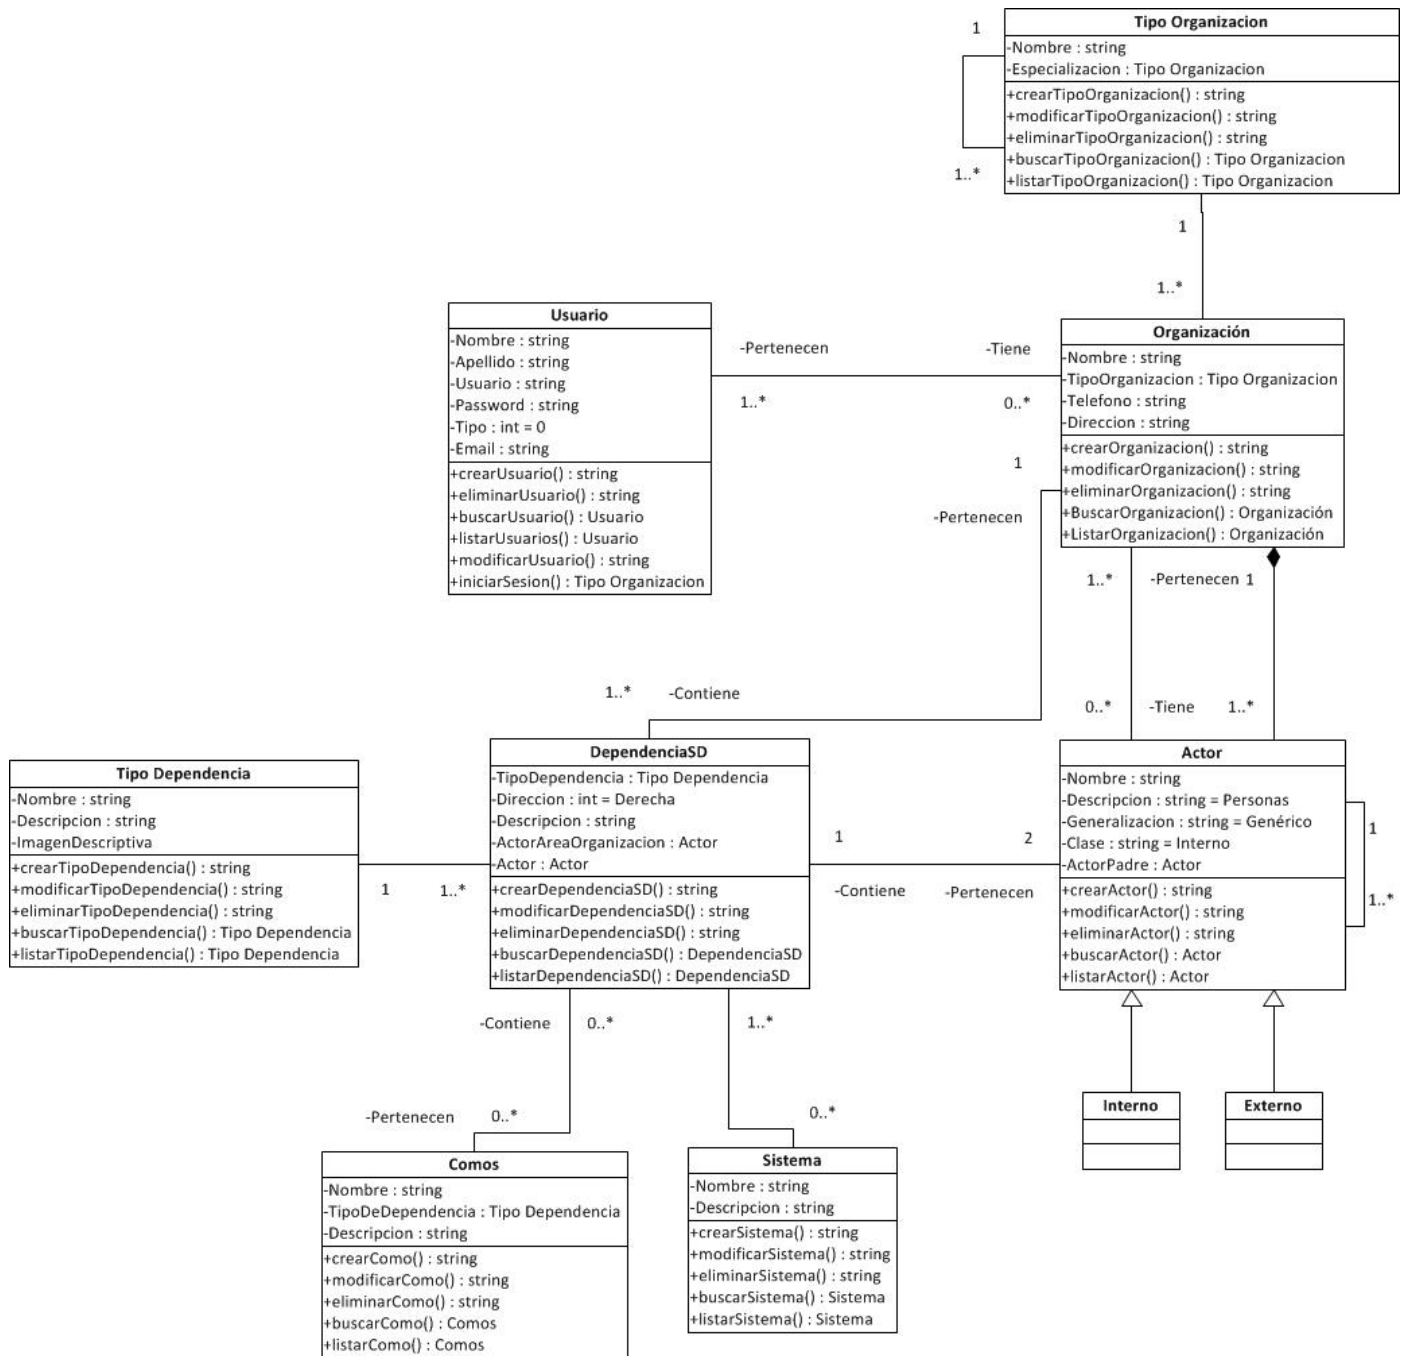 Tipo Organizacion
-Nombre : string
-Especializacion : Tipo Organizacion
+crearTipoOrganizacion() : string
+modificarTipoOrganizacion() : string
+eliminarTipoOrganizacion() : string
+buscarTipoOrganizacion() : Tipo Organizacion
+listarTipoOrganizacion() : Tipo Organizacion
1
1..*
1
1..*
Usuario
-Nombre : string
-Apellido : string
-Usuario : string
-Password : string
-Tipo : int = 0
-Email : string
+crearUsuario() : string
+eliminarUsuario() : string
+buscarUsuario() : Usuario
+listarUsuarios() : Usuario
+modificarUsuario() : string
+iniciarSesion() : Tipo Organizacion
-Pertenecen
-Tiene
1..*
0..*
Organización
-Nombre : string
-TipoOrganizacion : Tipo Organizacion
-Telefono : string
-Direccion : string
+crearOrganizacion() : string
+modificarOrganizacion() : string
+eliminarOrganizacion() : string
+BuscarOrganizacion() : Organización
+ListarOrganizacion() : Organización
1
-Pertenecen
1..*
-Pertenecen 1
1..*
-Contiene
0..*
-Tiene
1..*
Tipo Dependencia
-Nombre : string
-Descripcion : string
-ImagenDescriptiva
+crearTipoDependencia() : string
+modificarTipoDependencia() : string
+eliminarTipoDependencia() : string
+buscarTipoDependencia() : Tipo Dependencia
+listarTipoDependencia() : Tipo Dependencia
1
1..*
DependenciaSD
-TipoDependencia : Tipo Dependencia
-Direccion : int = Derecha
-Descripcion : string
-ActorAreaOrganizacion : Actor
-Actor : Actor
+crearDependenciaSD() : string
+modificarDependenciaSD() : string
+eliminarDependenciaSD() : string
+buscarDependenciaSD() : DependenciaSD
+listarDependenciaSD() : DependenciaSD
1
2
-Contiene
-Pertenecen
Actor
-Nombre : string
-Descripcion : string = Personas
-Generalizacion : string = Genérico
-Clase : string = Interno
-ActorPadre : Actor
+crearActor() : string
+modificarActor() : string
+eliminarActor() : string
+buscarActor() : Actor
+listarActor() : Actor
1
1..*
-Contiene
0..*
1..*
-Pertenecen
0..*
0..*
Interno
Externo
Comos
-Nombre : string
-TipoDeDependencia : Tipo Dependencia
-Descripcion : string
+crearComo() : string
+modificarComo() : string
+eliminarComo() : string
+buscarComo() : Comos
+listarComo() : Comos
Sistema
-Nombre : string
-Descripcion : string
+crearSistema() : string
+modificarSistema() : string
+eliminarSistema() : string
+buscarSistema() : Sistema
+listarSistema() : Sistema